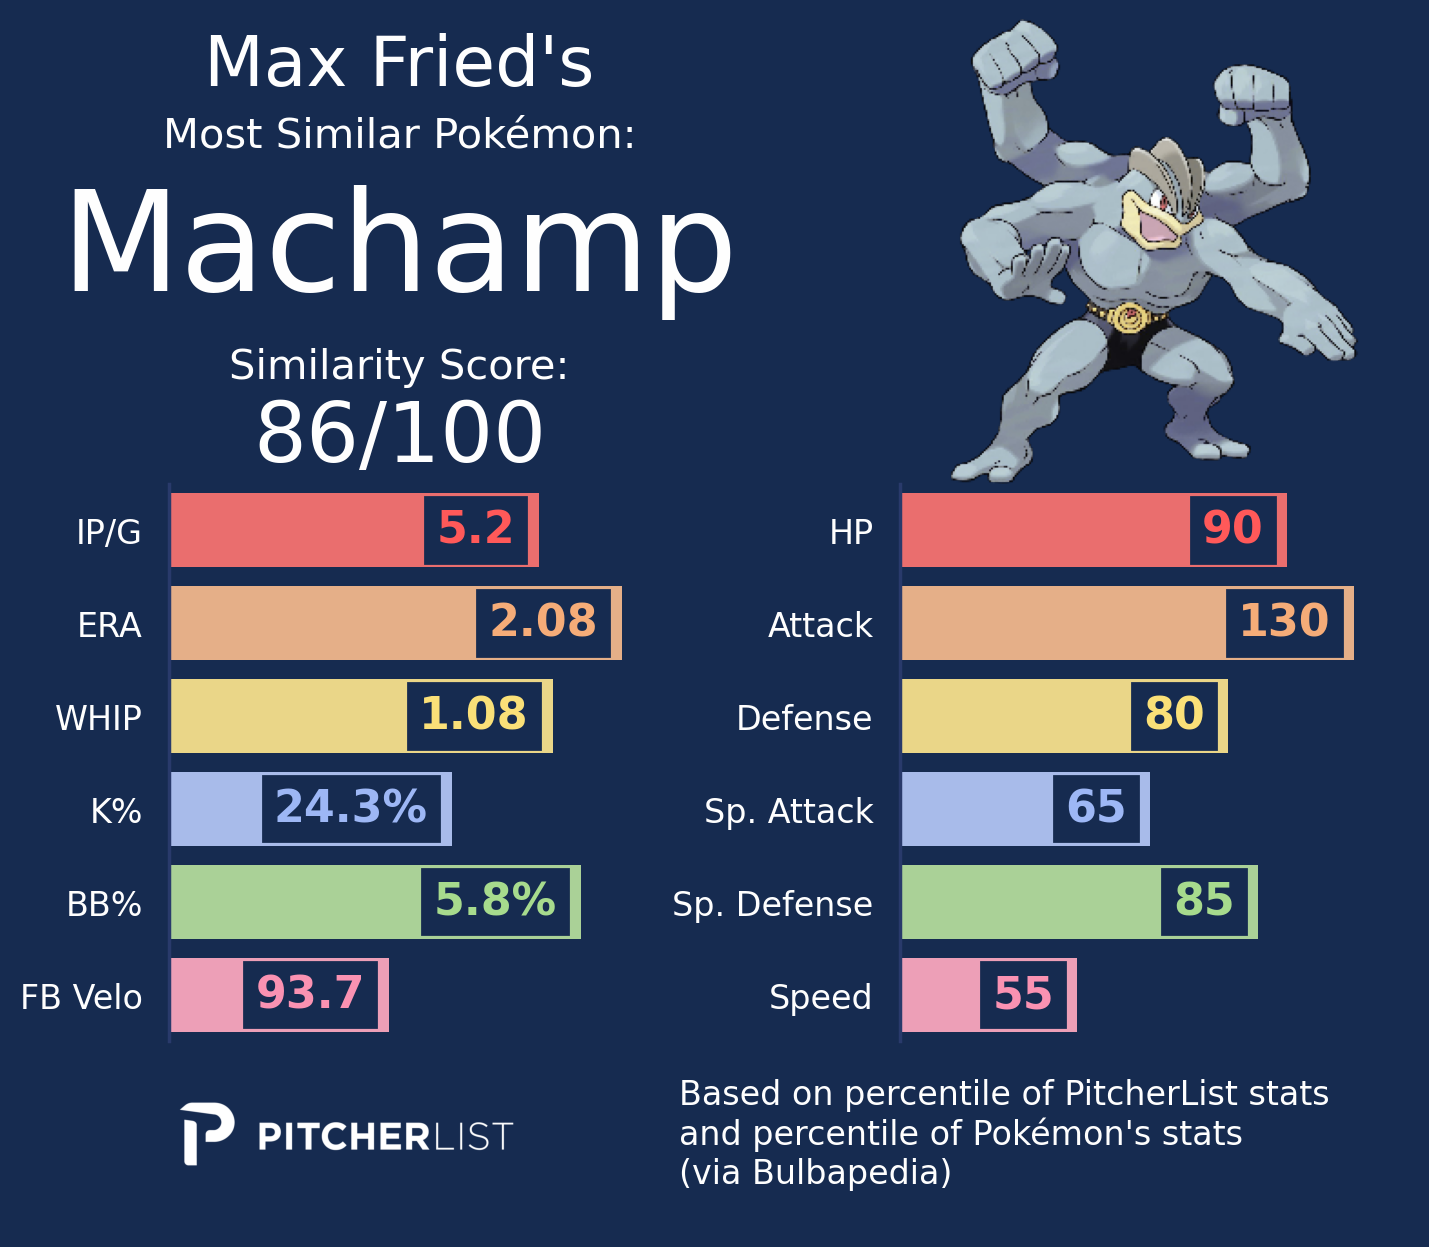 Max Fried's
Most Similar Pokémon:
Machamp
Similarity Score:
86/100
IP/G 5.2
ERA 2.08
WHIP 1.08
K% 24.3%
BB% 5.8%
FB Velo 93.7
HP 90
Attack 130
Defense 80
Sp. Attack 65
Sp. Defense 85
Speed 55
PITCHERLIST
Based on percentile of PitcherList stats
and percentile of Pokémon's stats
(via Bulbapedia)